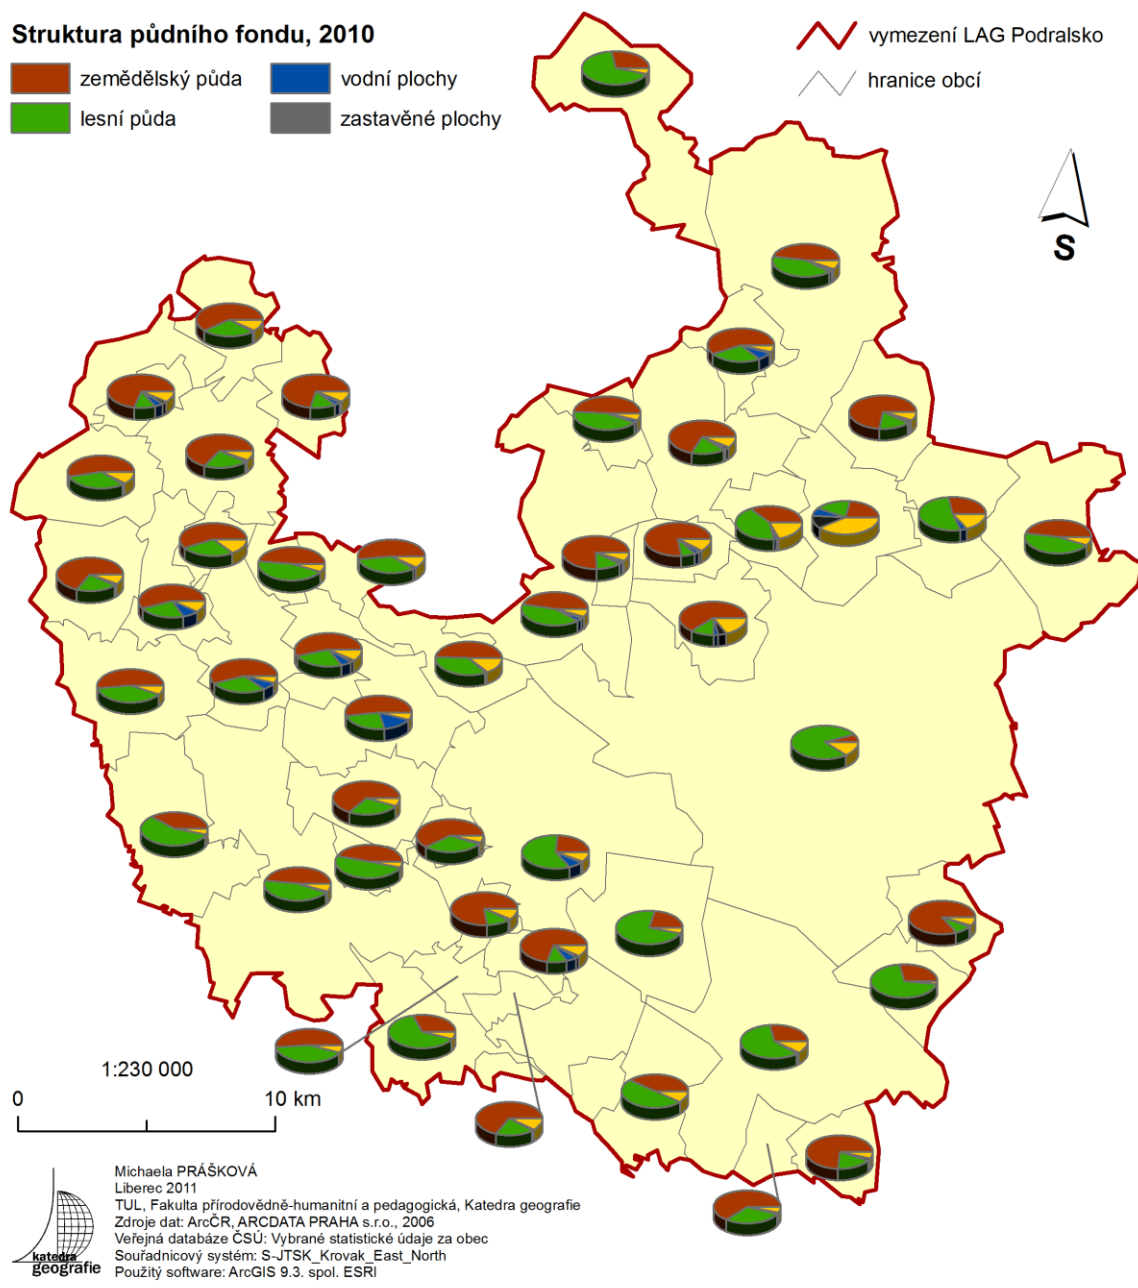 Struktura půdního fondu, 2010
zemědělský půda
vodní plochy
lesní půda
zastavěné plochy
vymezení LAG Podralsko
hranice obcí
S
1:230 000
0 10 km
Michaela PRÁŠKOVÁ
Liberec 2011
TUL, Fakulta přírodovědně-humanitní a pedagogická, Katedra geografie
Zdroje dat: ArcČR, ARCDATA PRAHA s.r.o., 2006
Veřejná databáze ČSÚ: Vybrané statistické údaje za obec
Souřadnicový systém: S-JTSK_Krovak_East_North
Použitý software: ArcGIS 9.3. spol. ESRI
katedra
geografie